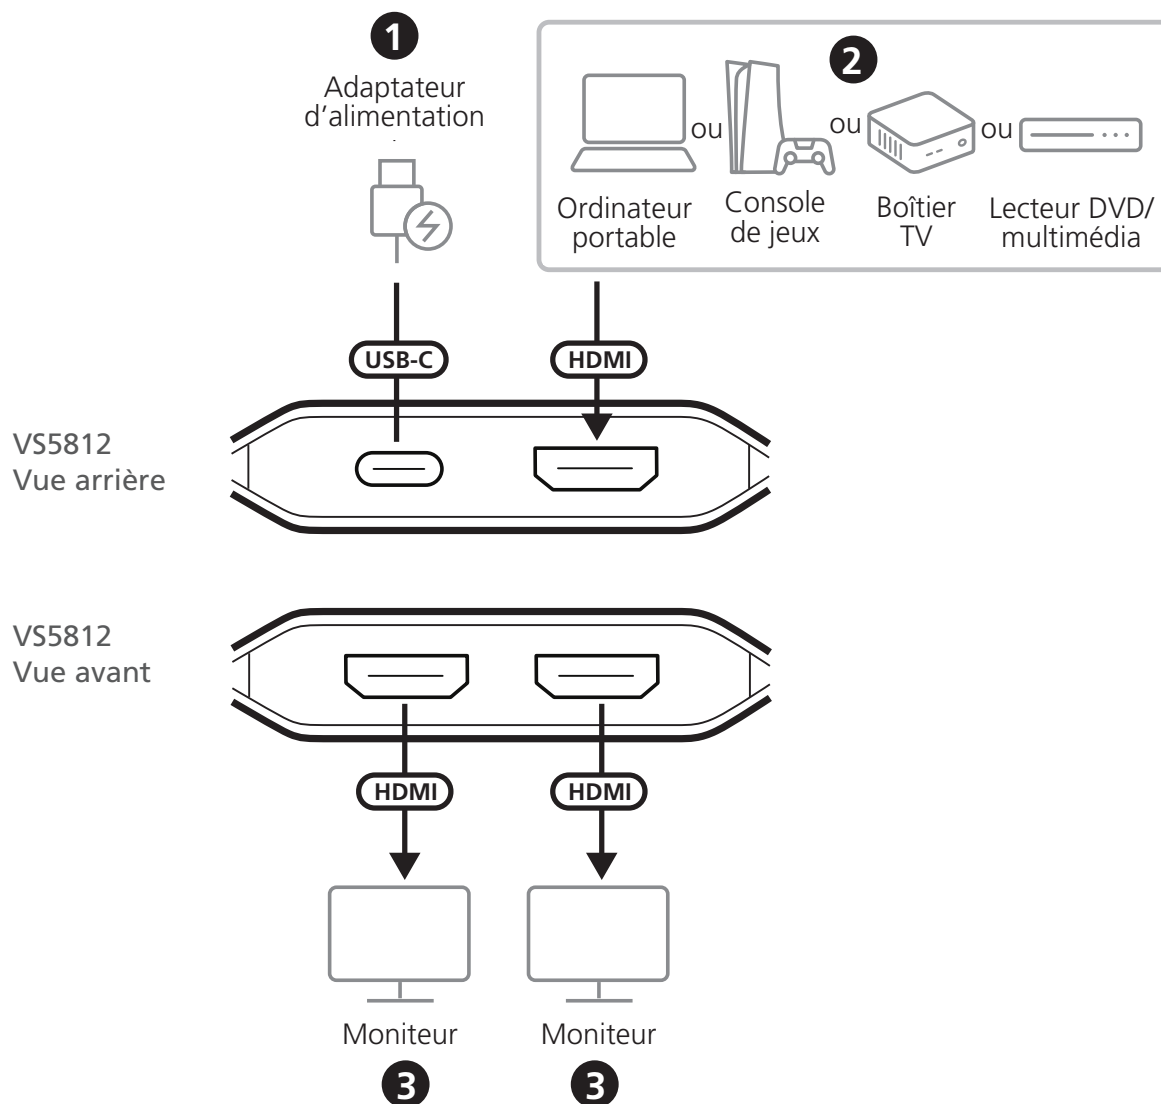 1
Adaptateur
d’alimentation
2
ou
ou
ou
Ordinateur
portable
Console
de jeux
Boîtier
TV
Lecteur DVD/
multimédia
USB-C
HDMI
VS5812
Vue arrière
VS5812
Vue avant
HDMI
HDMI
Moniteur
Moniteur
3
3